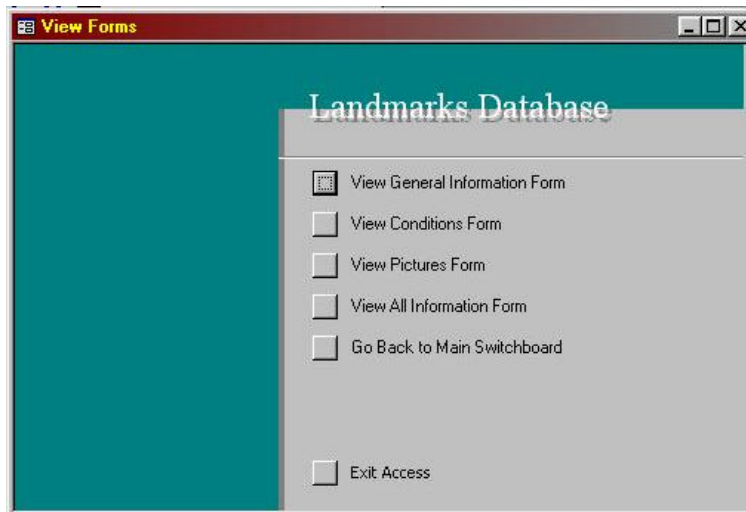 View Forms
Landmarks Database
View General Information Form
View Conditions Form
View Pictures Form
View All Information Form
Go Back to Main Switchboard
Exit Access